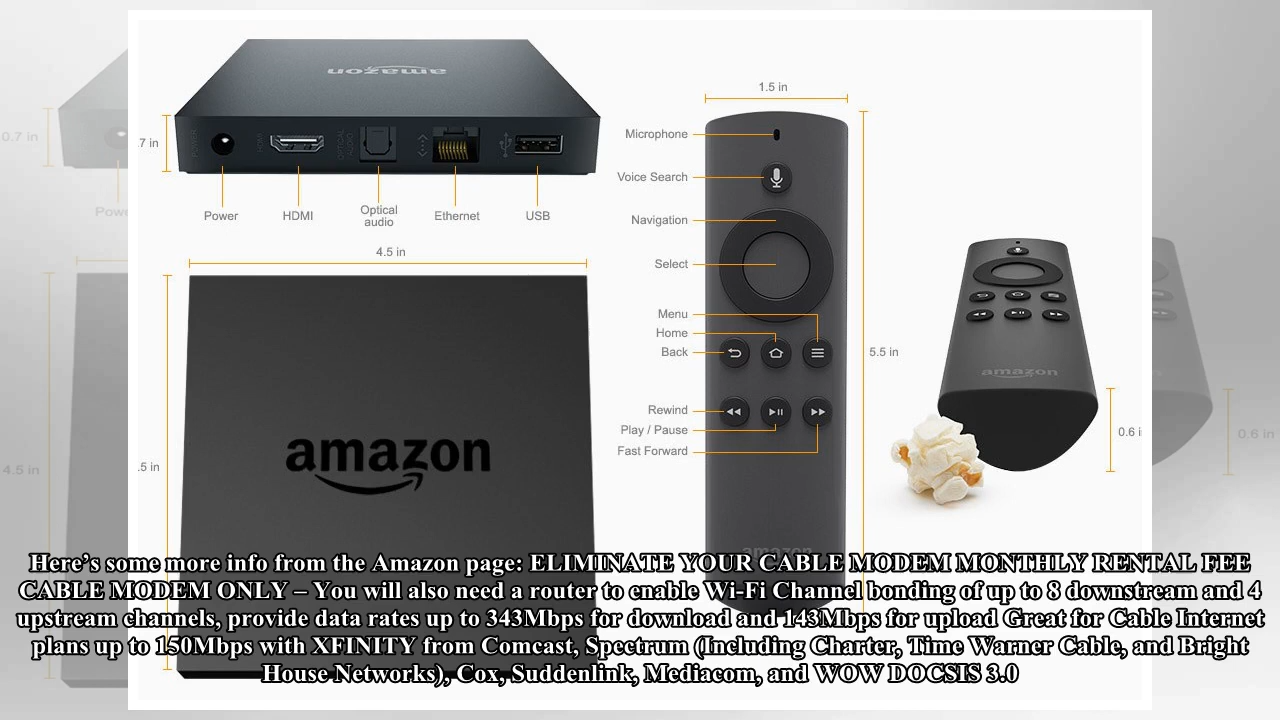 amazon
POWER
HDMI
OPTICAL
AUDIO
0.7 in
.7 in
Power
HDMI
Optical
audio
Ethernet
USB
4.5 in
4.5 in
.5 in
amazon
1.5 in
Microphone
Voice Search
Navigation
Select
Menu
Home
Back
Rewind
Play / Pause
Fast Forward
5.5 in
amazon
amazon
0.6 i
0.6 in
Here’s some more info from the Amazon page: ELIMINATE YOUR CABLE MODEM MONTHLY RENTAL FEE
CABLE MODEM ONLY – You will also need a router to enable Wi-Fi Channel bonding of up to 8 downstream and 4
upstream channels, provide data rates up to 343Mbps for download and 143Mbps for upload Great for Cable Internet
plans up to 150Mbps with XFINITY from Comcast, Spectrum (Including Charter, Time Warner Cable, and Bright
House Networks), Cox, Suddenlink, Mediacom, and WOW DOCSIS 3.0